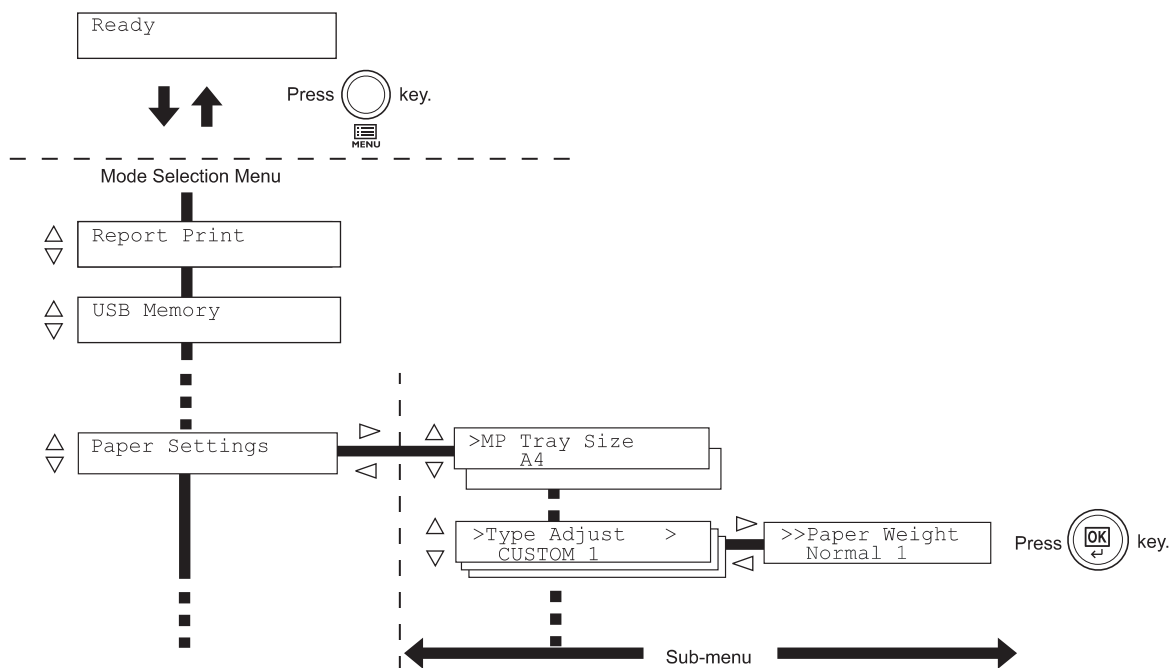 Ready
Press key.
MENU
Mode Selection Menu
Report Print
USB Memory
Paper Settings
>MP Tray Size
A4
>Type Adjust >
CUSTOM 1
>>Paper Weight
Normal 1
Press OK key.
Sub-menu